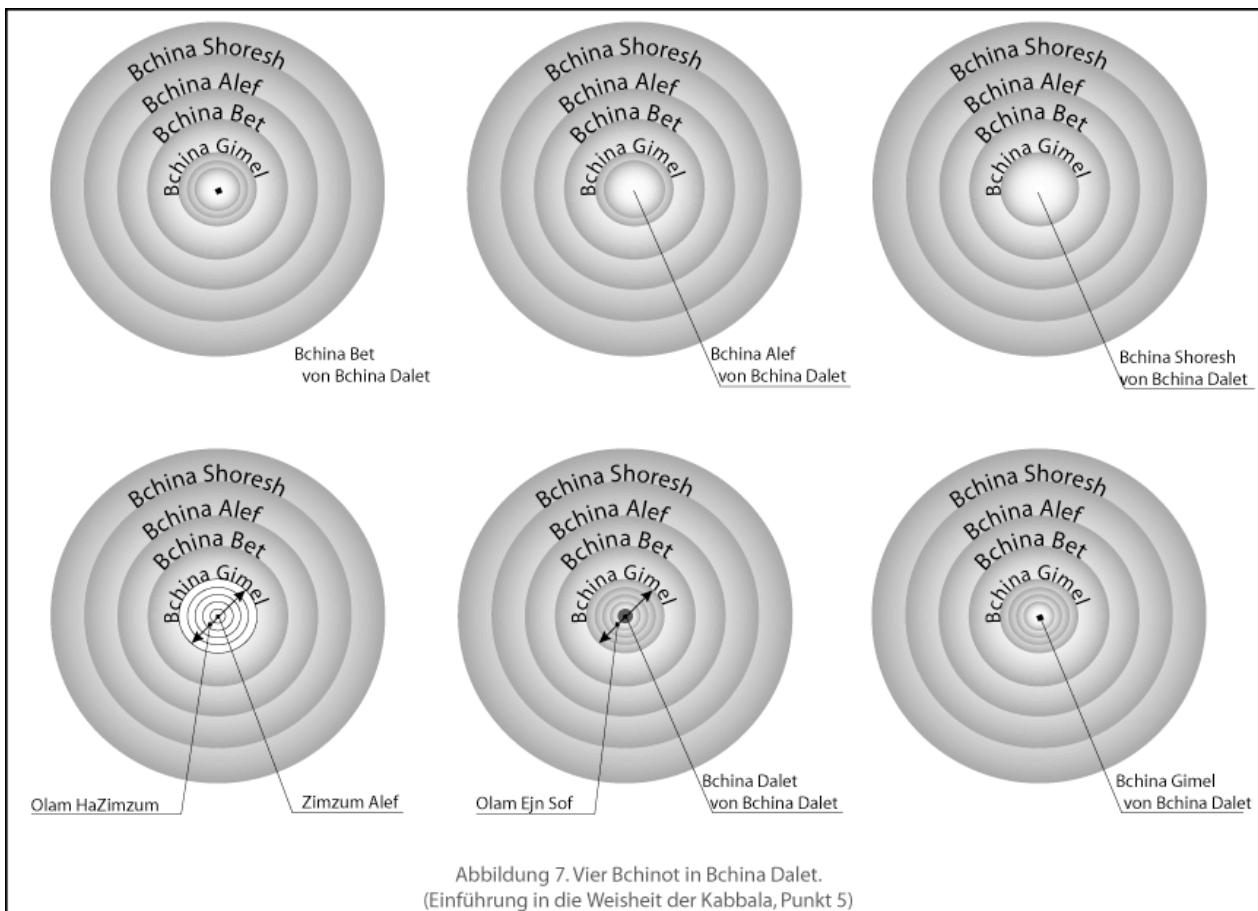 Bchina Shoresh
Bchina Alef
Bchina Bet
Bchina Gimel
Bchina Bet
von Bchina Dalet
Bchina Shoresh
Bchina Alef
Bchina Bet
Bchina Gimel
Bchina Alef
von Bchina Dalet
Bchina Shoresh
Bchina Alef
Bchina Bet
Bchina Gimel
Bchina Shoresh
von Bchina Dalet
Bchina Shoresh
Bchina Alef
Bchina Bet
Bchina Gimel
Olam HaZimzum
Zimzum Alef
Bchina Shoresh
Bchina Alef
Bchina Bet
Bchina Gimel
Olam Ejn Sof
Bchina Dalet
von Bchina Dalet
Bchina Shoresh
Bchina Alef
Bchina Bet
Bchina Gimel
Bchina Gimel
von Bchina Dalet
Abbildung 7. Vier Bchinot in Bchina Dalet.
(Einführung in die Weisheit der Kabbala, Punkt 5)